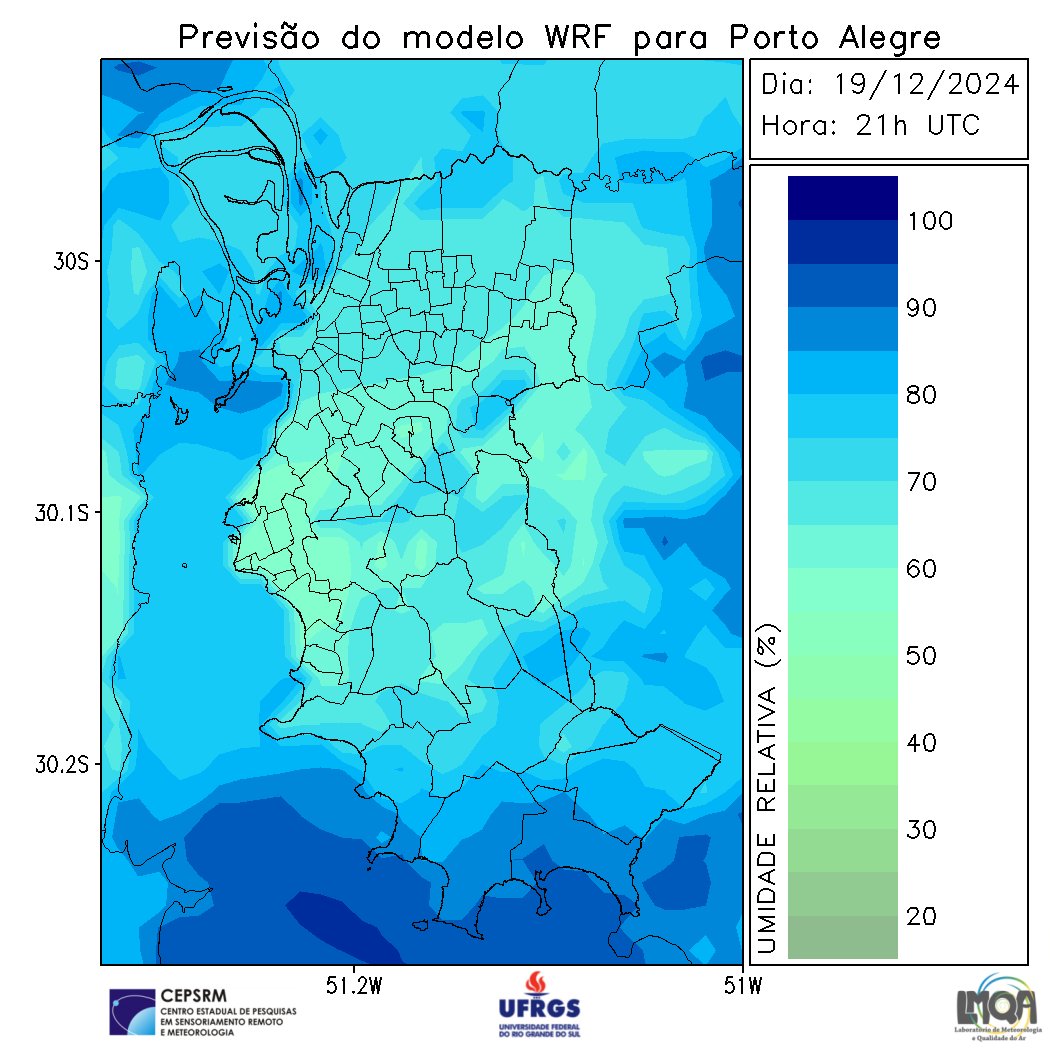 Previsão do modelo WRF para Porto Alegre
Dia: 19/12/2024
Hora: 21h UTC
30S
30.1S
30.2S
51.2W
51W
100
90
80
70
60
50
40
30
20
UMIDADE RELATIVA (%)
CEPSRM
CENTRO ESTADUAL DE PESQUISAS
EM SENSORIAMENTO REMOTO
E METEOROLOGIA
UFRGS
UNIVERSIDADE FEDERAL
DO RIO GRANDE DO SUL
LMQA
Laboratório de Meteorologia
e Qualidade do Ar